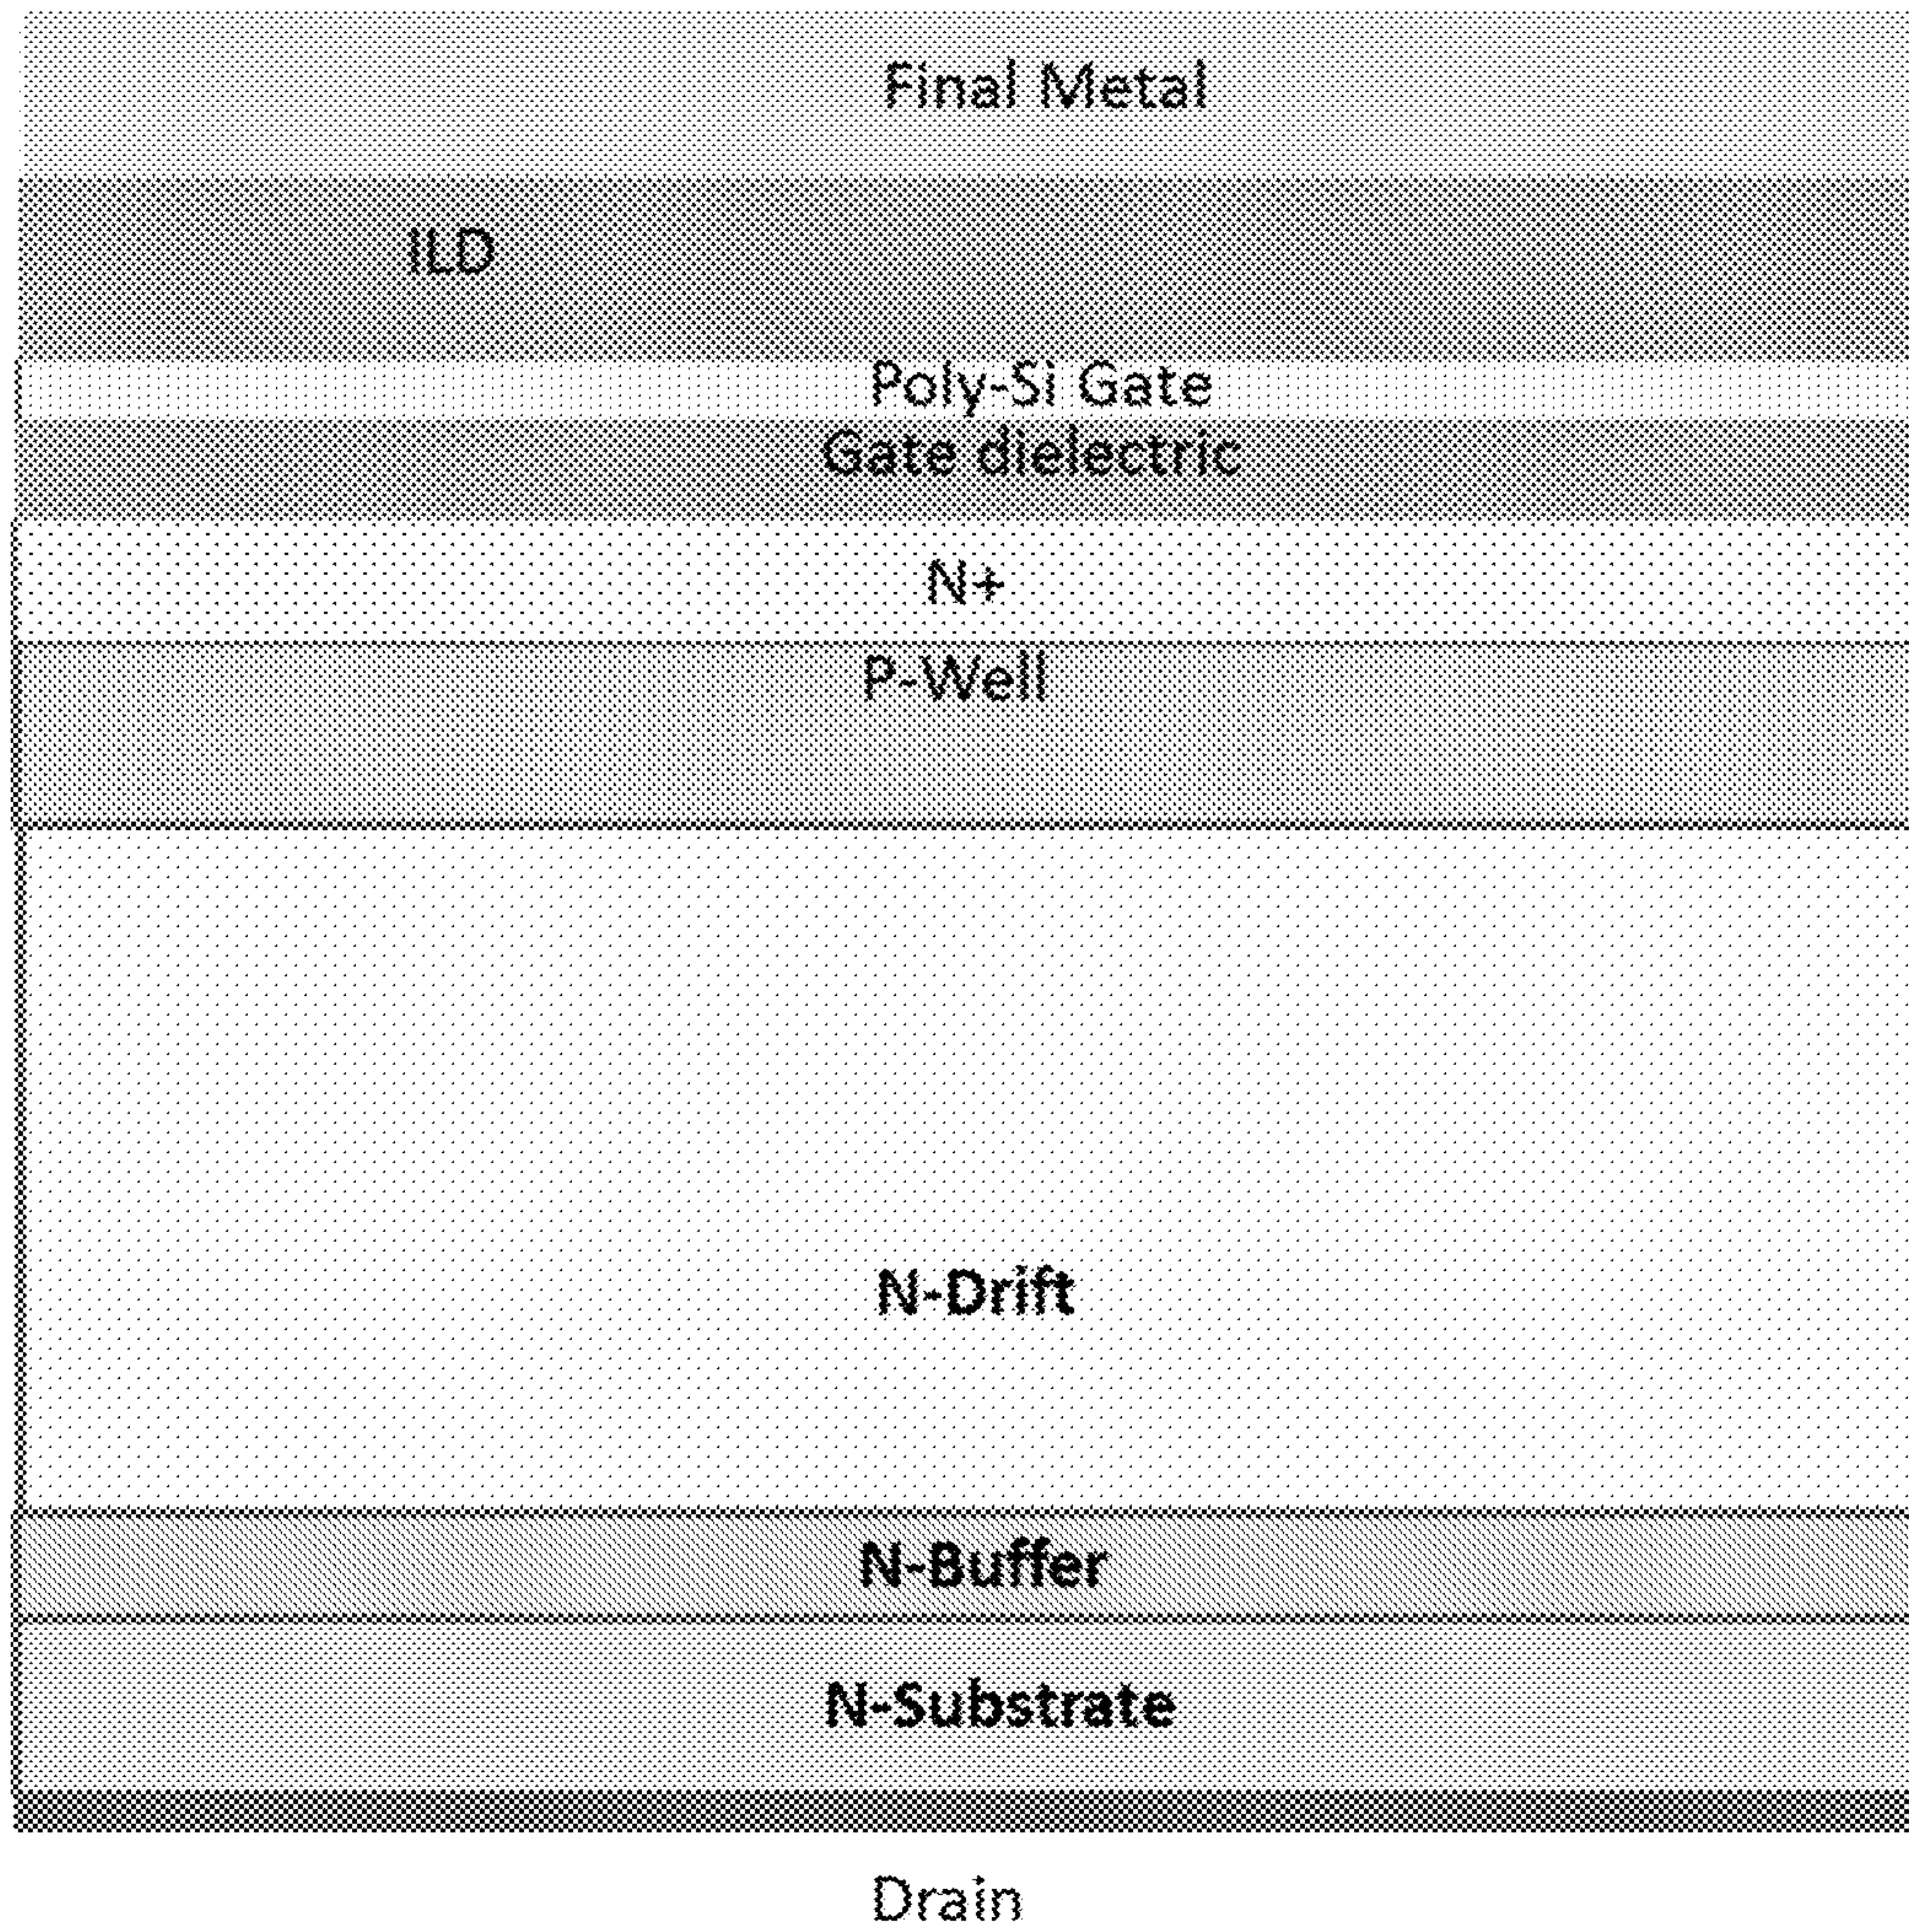 Final Metal
ILD
Poly-Si Gate
Gate dielectric
N+
P-Well
N-Drift
N-Buffer
N-Substrate
Drain